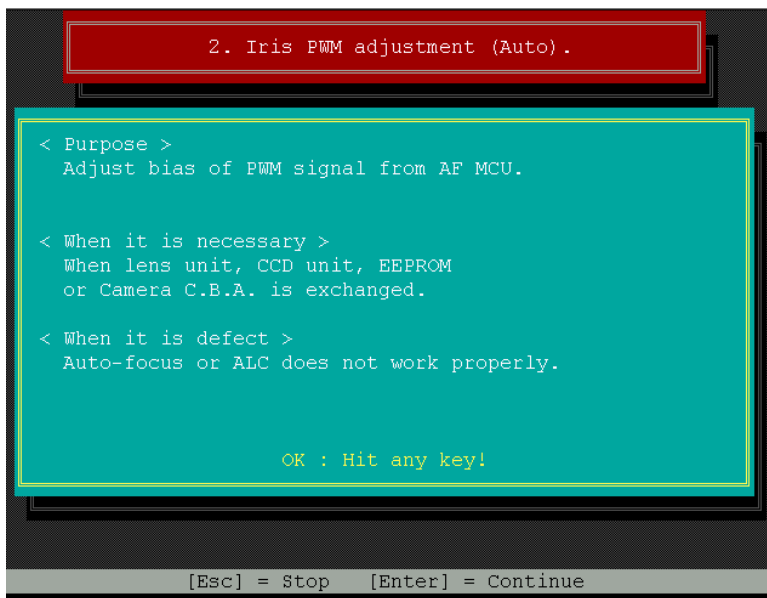 2. Iris PWM adjustment (Auto).
< Purpose >
Adjust bias of PWM signal from AF MCU.
< When it is necessary >
When lens unit, CCD unit, EEPROM
or Camera C.B.A. is exchanged.
< When it is defect >
Auto-focus or ALC does not work properly.
OK : Hit any key!
[Esc] = Stop [Enter] = Continue